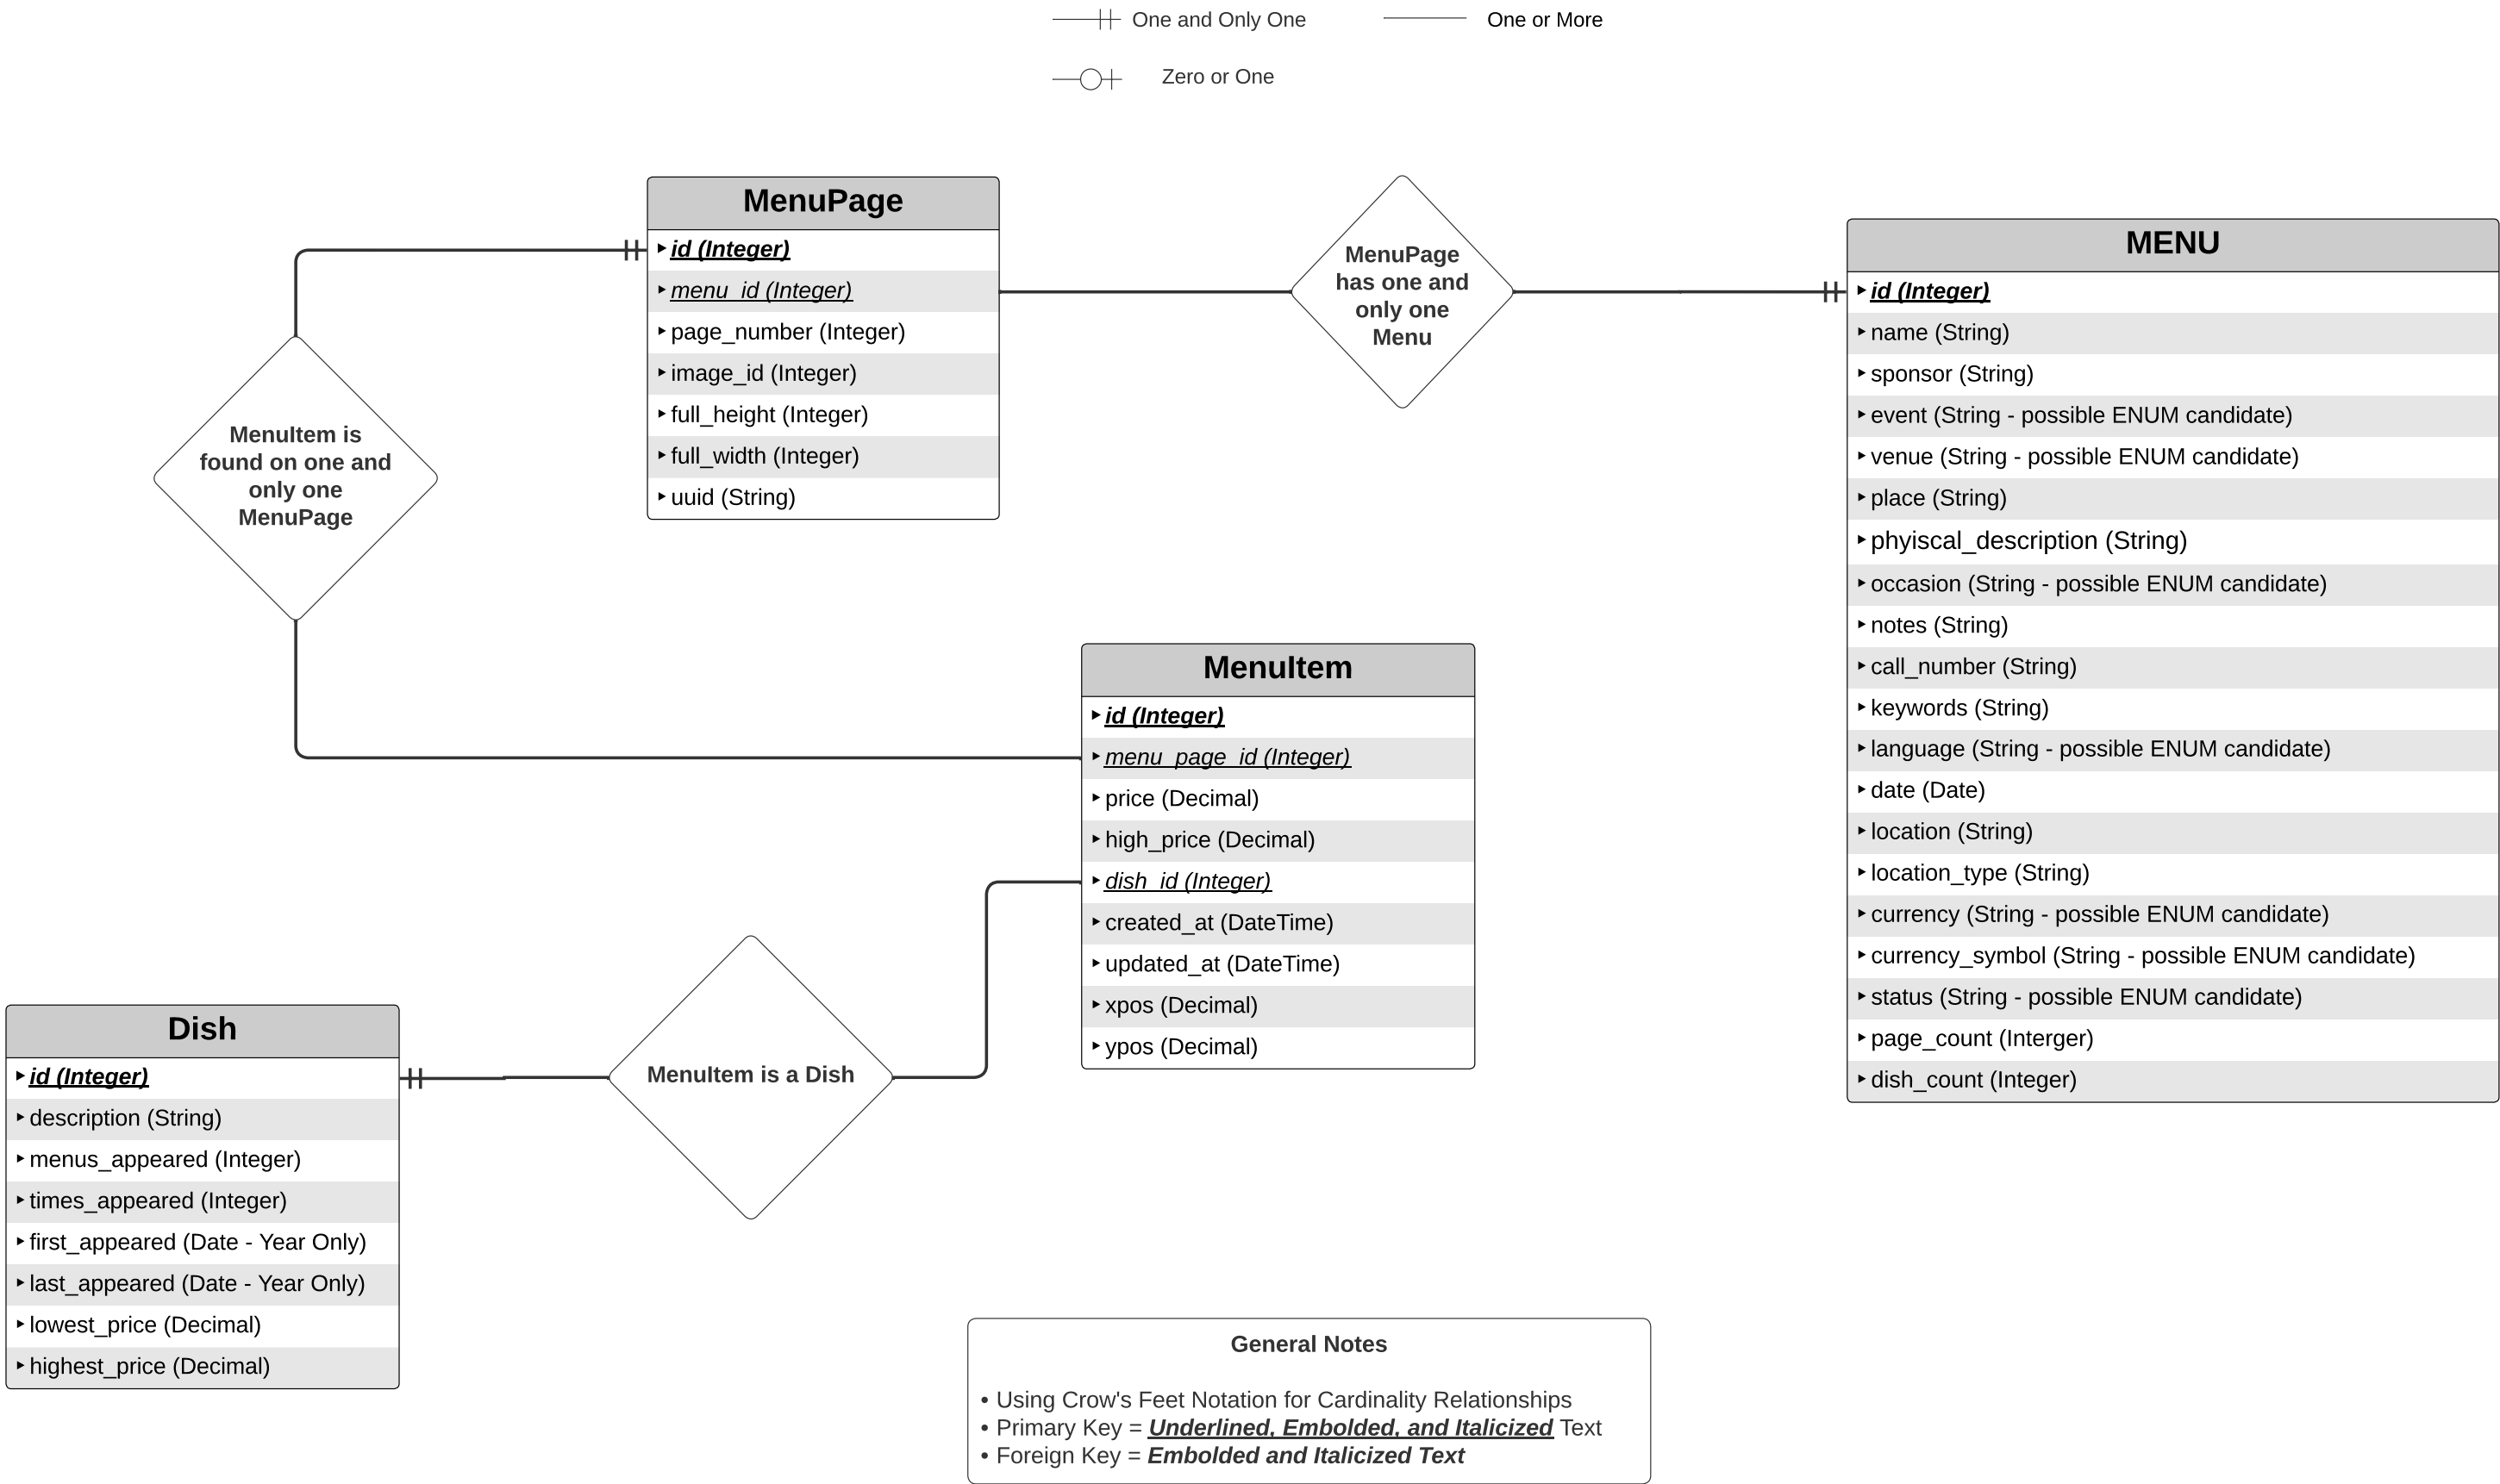 One and Only One
One or More
Zero or One
MenuPage
id (Integer)
menu_id (Integer)
page_number (Integer)
image_id (Integer)
full_height (Integer)
full_width (Integer)
uuid (String)
MenuPage
has one and
only one
Menu
MENU
id (Integer)
name (String)
sponsor (String)
event (String - possible ENUM candidate)
venue (String - possible ENUM candidate)
place (String)
phyiscal_description (String)
occasion (String - possible ENUM candidate)
notes (String)
call_number (String)
keywords (String)
language (String - possible ENUM candidate)
date (Date)
location (String)
location_type (String)
currency (String - possible ENUM candidate)
currency_symbol (String - possible ENUM candidate)
status (String - possible ENUM candidate)
page_count (Interger)
dish_count (Integer)
MenuItem is
found on one and
only one
MenuPage
MenuItem
id (Integer)
menu_page_id (Integer)
price (Decimal)
high_price (Decimal)
dish_id (Integer)
created_at (DateTime)
updated_at (DateTime)
xpos (Decimal)
ypos (Decimal)
MenuItem is a Dish
Dish
id (Integer)
description (String)
menus_appeared (Integer)
times_appeared (Integer)
first_appeared (Date - Year Only)
last_appeared (Date - Year Only)
lowest_price (Decimal)
highest_price (Decimal)
General Notes
• Using Crow's Feet Notation for Cardinality Relationships
• Primary Key = Underlined, Embolded, and Italicized Text
• Foreign Key = Embolded and Italicized Text